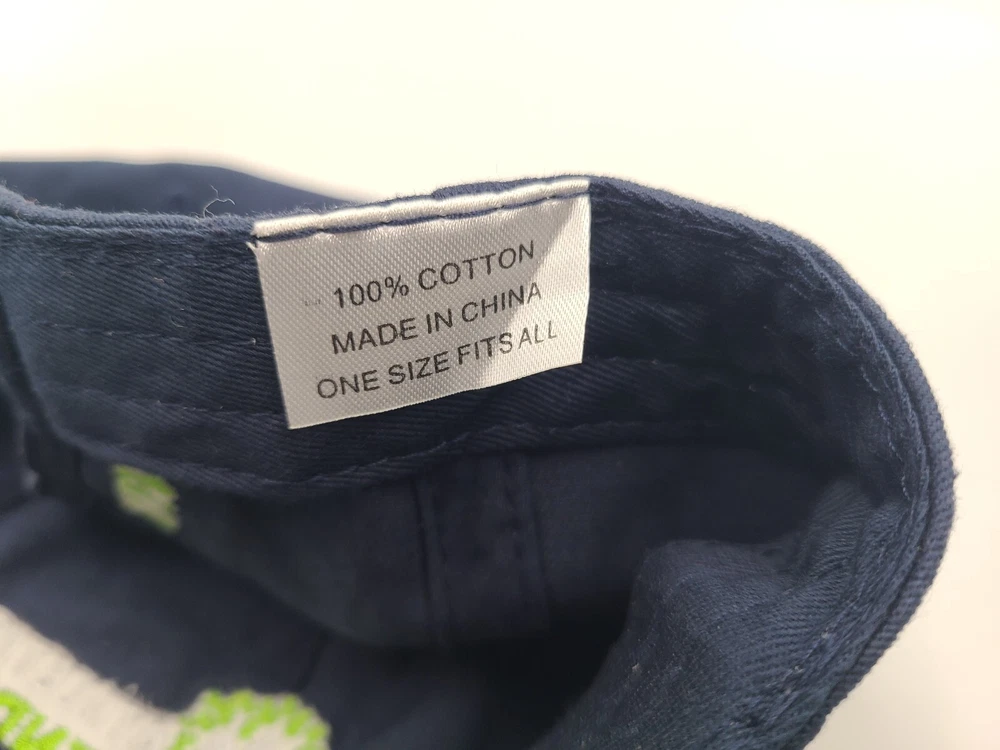 100% COTTON
MADE IN CHINA
ONE SIZE FITS ALL